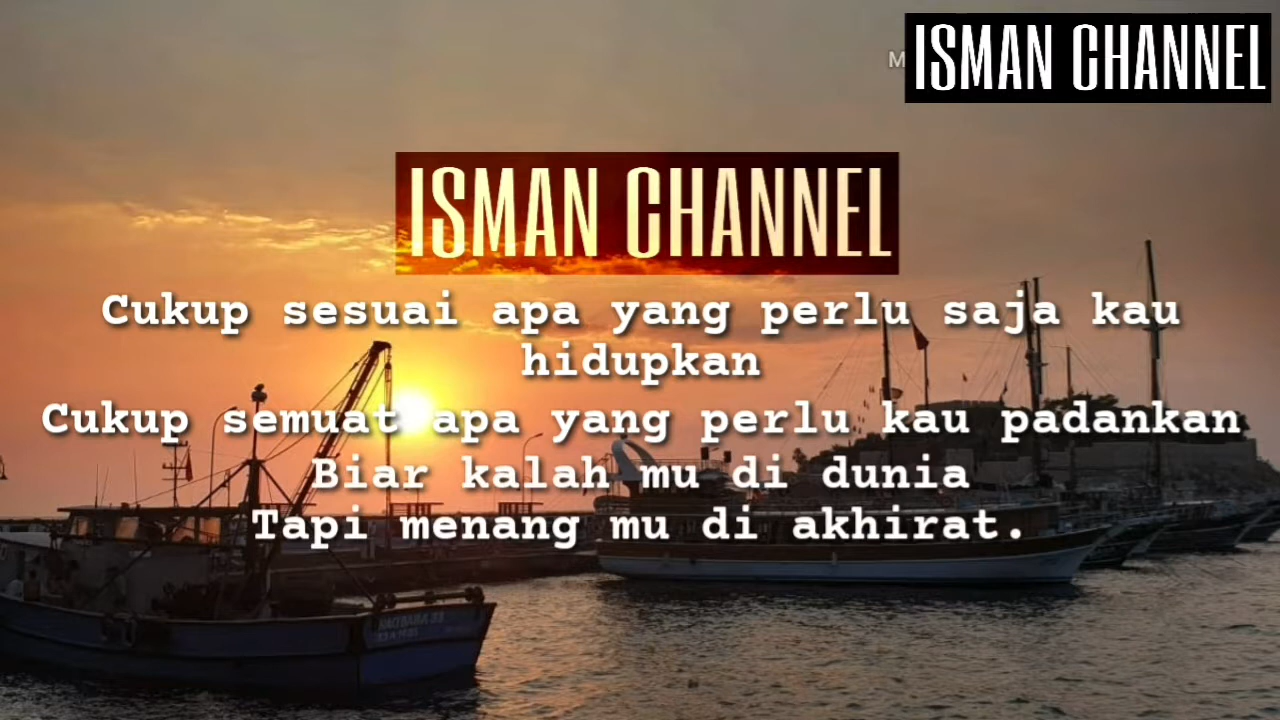 ISMAN CHANNEL
ISMAN CHANNEL
Cukup sesuai apa yang perlu saja kau
hidupkan
Cukup semuat apa yang perlu kau padankan
Biar kalah mu di dunia
Tapi menang mu di akhirat.